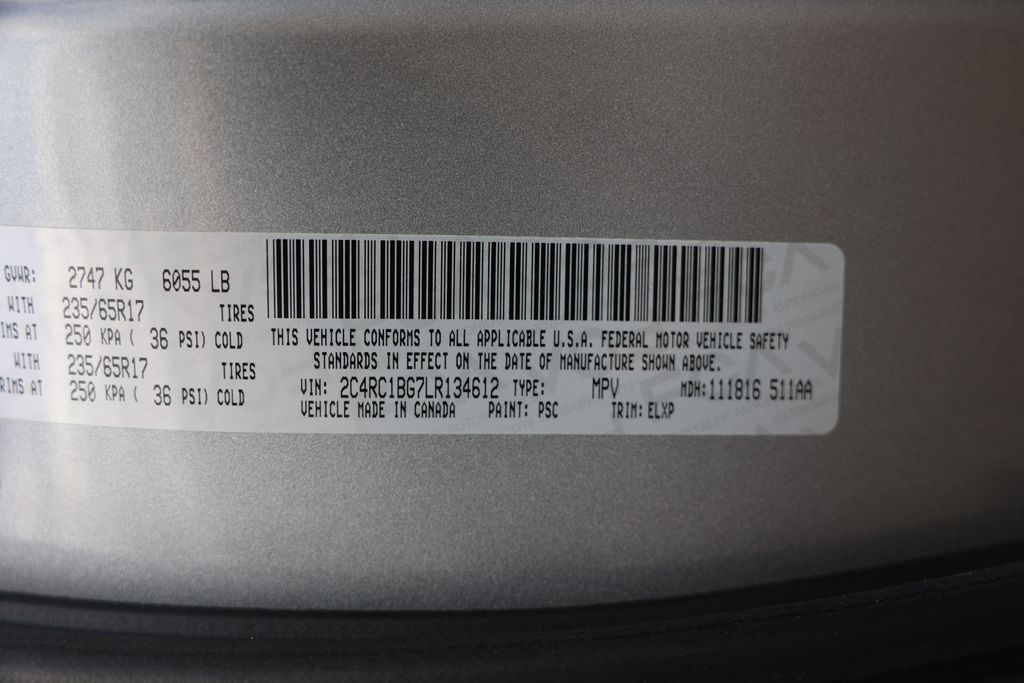 GVWR: 2747 KG 6055 LB
WITH 235/65R17 TIRES
IMS AT 250 KPA ( 36 PSI) COLD
WITH 235/65R17 TIRES
RIMS AT 250 KPA ( 36 PSI) COLD
THIS VEHICLE CONFORMS TO ALL APPLICABLE U.S.A. FEDERAL MOTOR VEHICLE SAFETY
STANDARDS IN EFFECT ON THE DATE OF MANUFACTURE SHOWN ABOVE.
VIN: 2C4RC1BG7LR134612 TYPE: MPV MDH:111816 511AA
VEHICLE MADE IN CANADA PAINT: PSC TRIM: ELXP